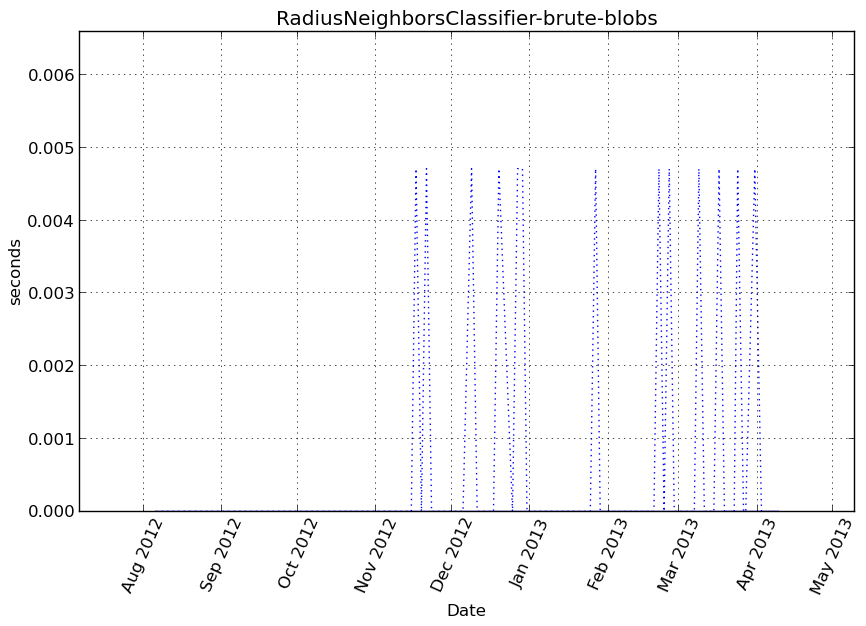 RadiusNeighborsClassifier-brute-blobs
0.006
0.005
0.004
0.003
0.002
0.001
0.000
seconds
Aug 2012
Sep 2012
Oct 2012
Nov 2012
Dec 2012
Jan 2013
Feb 2013
Mar 2013
Apr 2013
May 2013
Date